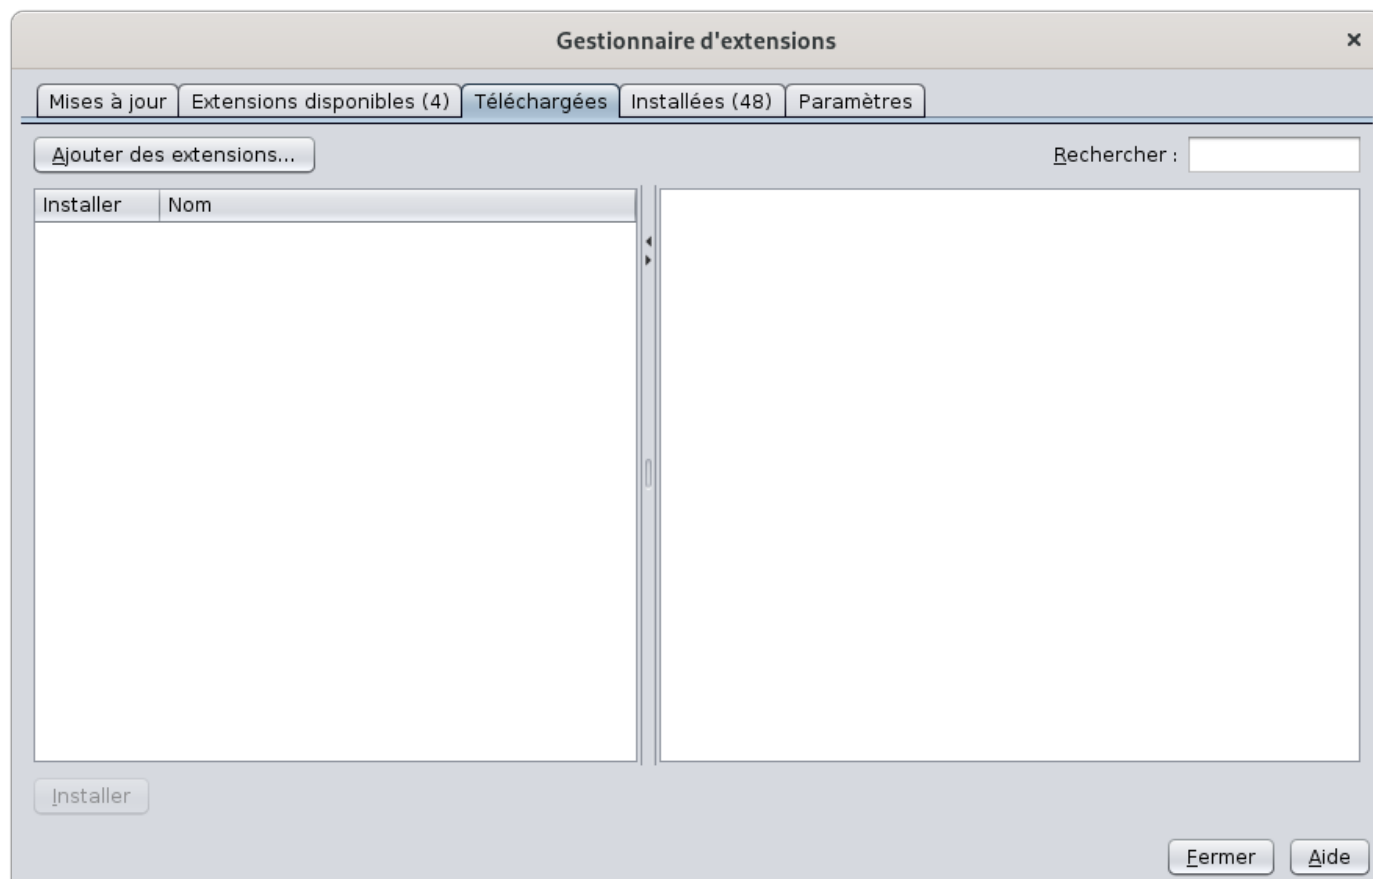 Gestionnaire d'extensions
Mises à jour Extensions disponibles (4) Téléchargées Installées (48) Paramètres
Ajouter des extensions... Rechercher :
Installer Nom
Installer
Fermer Aide